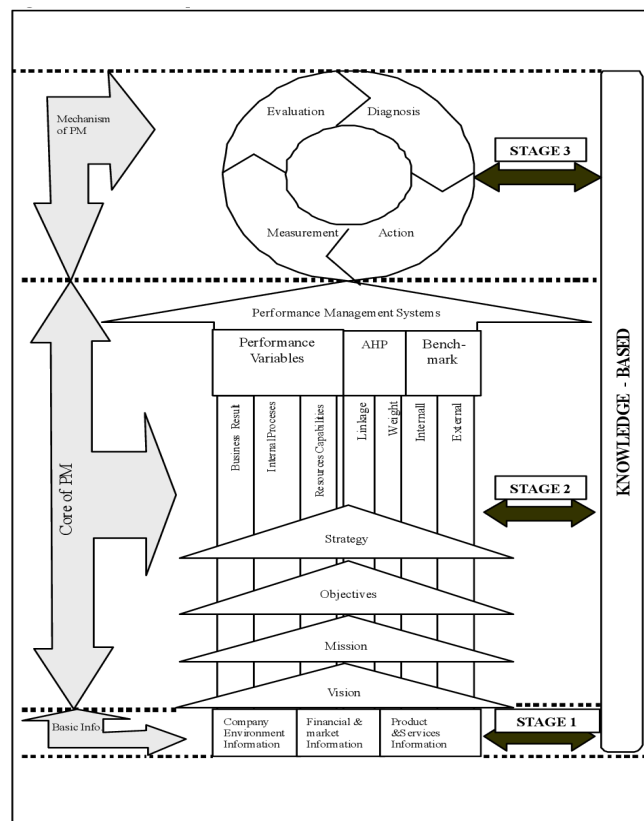 Mechanism
of PM
Evaluation
Diagnosis
Measurement
Action
STAGE 3
Performance Management Systems
Performance
Variables
AHP
Bench-
mark
Business Result
InternalProceses
Resources Capabilities
Linkage
Weight
Internall
External
KNOWLEDGE - BASED
Core of PM
STAGE 2
Strategy
Objectives
Mission
Vision
Basic Info
Company
Environment
Information
Financial &
market
Information
Product
&Services
Information
STAGE 1